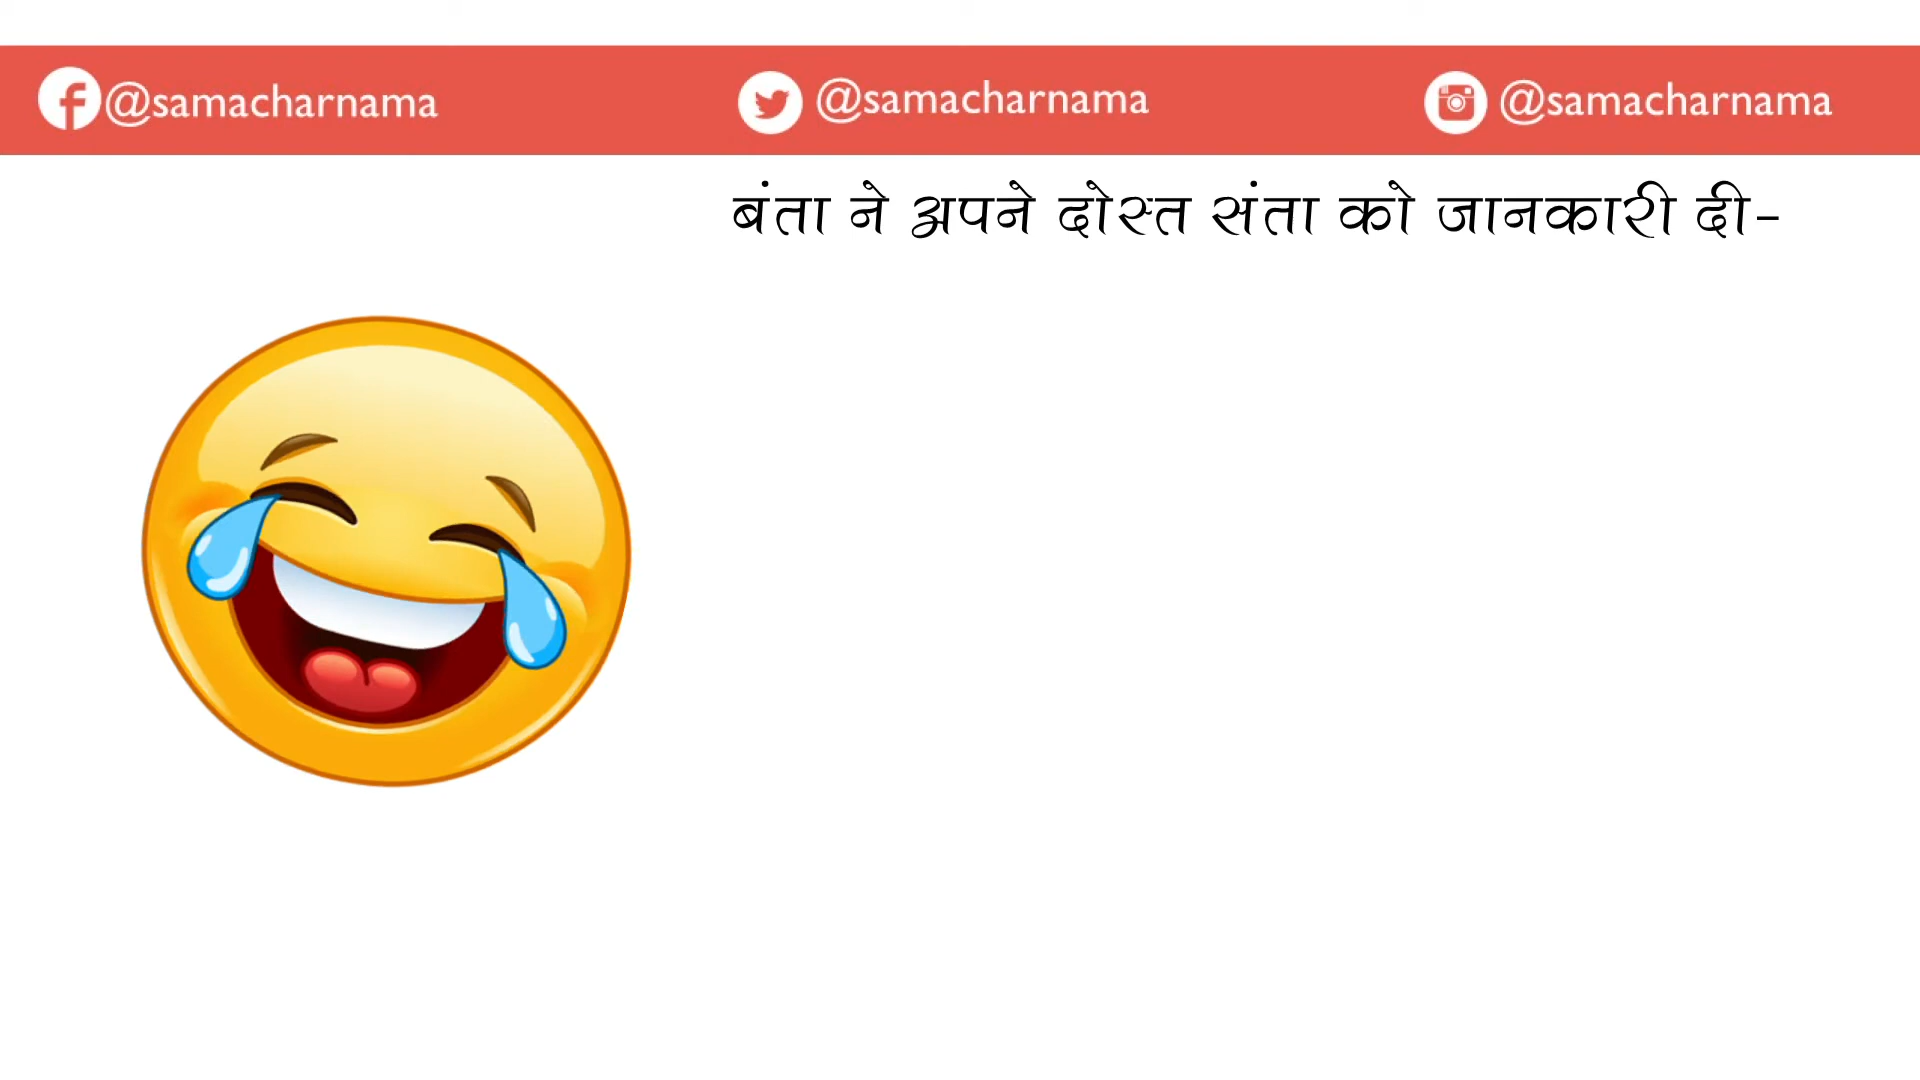 @samacharnama @samacharnama @samacharnama
बंता ने अपने दोस्त संता को जानकारी दी-